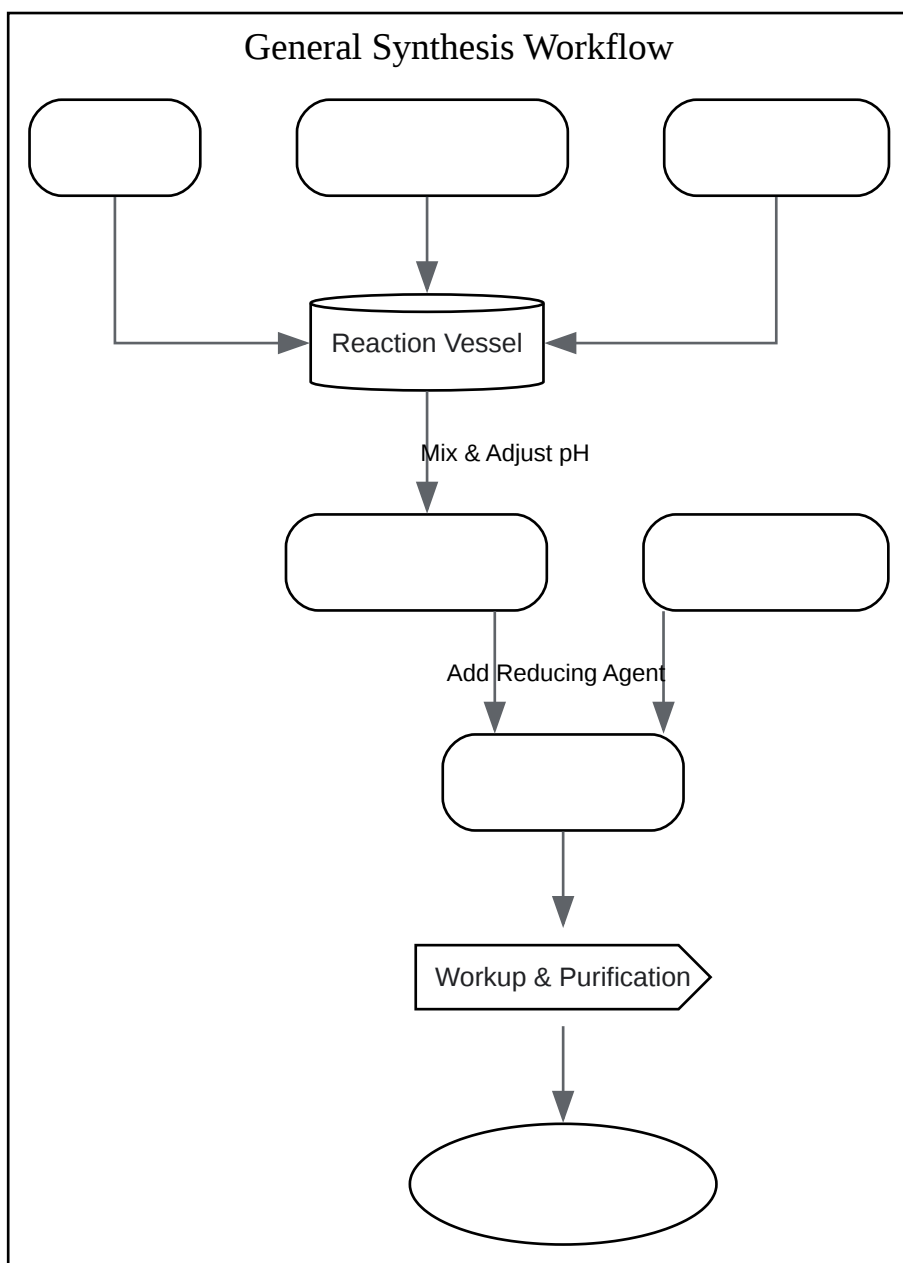 General Synthesis Workflow
Reaction Vessel
Mix & Adjust pH
Add Reducing Agent
Workup & Purification